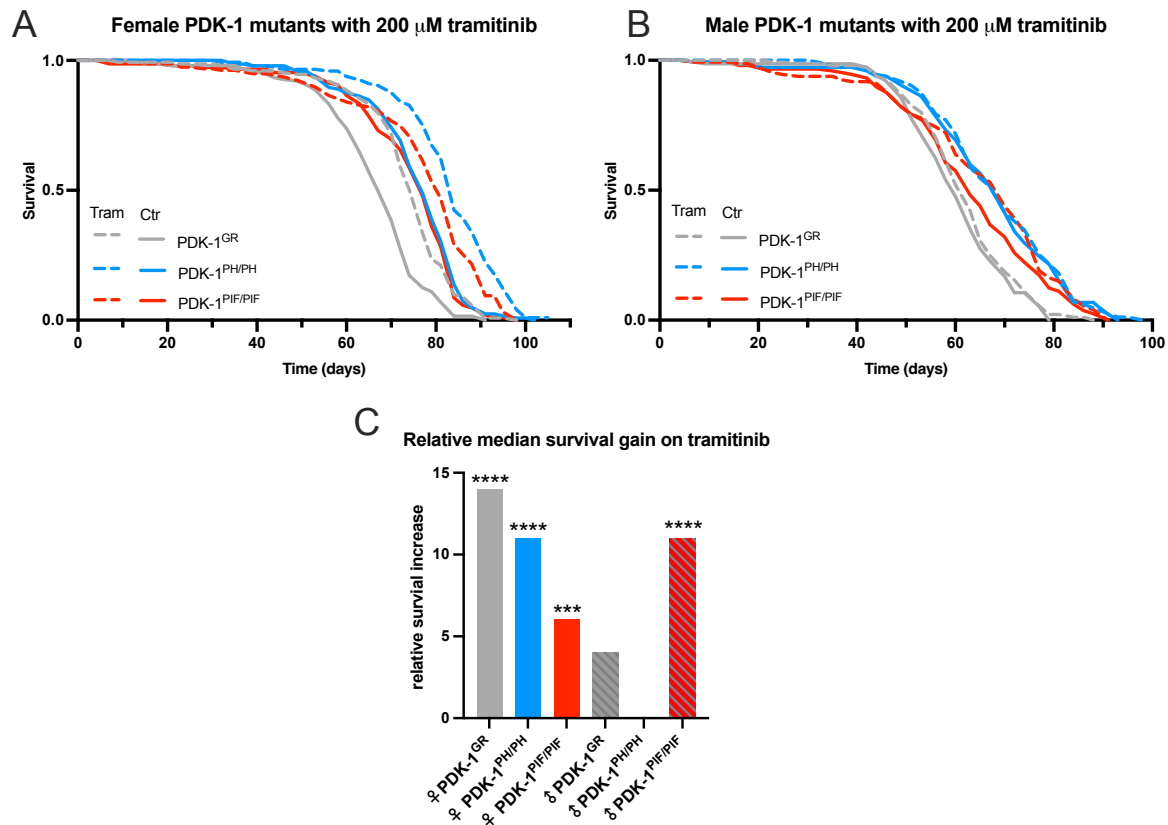 A
Female PDK-1 mutants with 200 μM tramitinib
Survival
1.0
0.5
0.0
Tram Ctr
PDK-1GR
PDK-1PH/PH
PDK-1PIF/PIF
0 20 40 60 80 100
Time (days)
B
Male PDK-1 mutants with 200 μM tramitinib
Survival
1.0
0.5
0.0
Tram Ctr
PDK-1GR
PDK-1PH/PH
PDK-1PIF/PIF
0 20 40 60 80 100
Time (days)
C
Relative median survival gain on tramitinib
relative survial increase
15
10
5
0
****
****
***
****
♀ PDK-1GR
♀ PDK-1PH/PH
♀ PDK-1PIF/PIF
♂ PDK-1GR
♂ PDK-1PH/PH
♂ PDK-1PIF/PIF